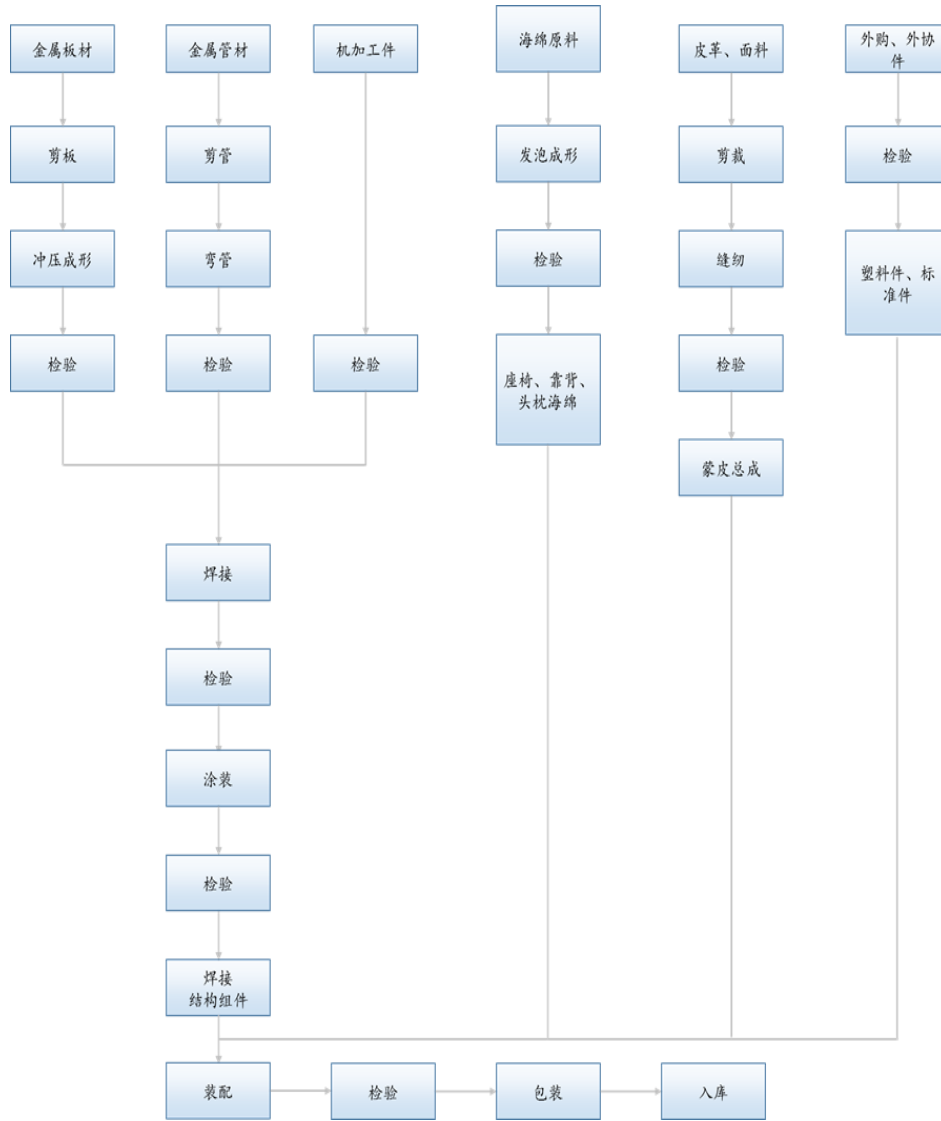 金属板材
金属管材
机加工件
海绵原料
皮革、面料
外购、外协
件
剪板
剪管
发泡成形
剪裁
检验
冲压成形
弯管
检验
缝纫
塑料件、标
准件
检验
检验
检验
座椅、靠背、
头枕海绵
检验
蒙皮总成
焊接
检验
涂装
检验
焊接
结构组件
装配
检验
包装
入库